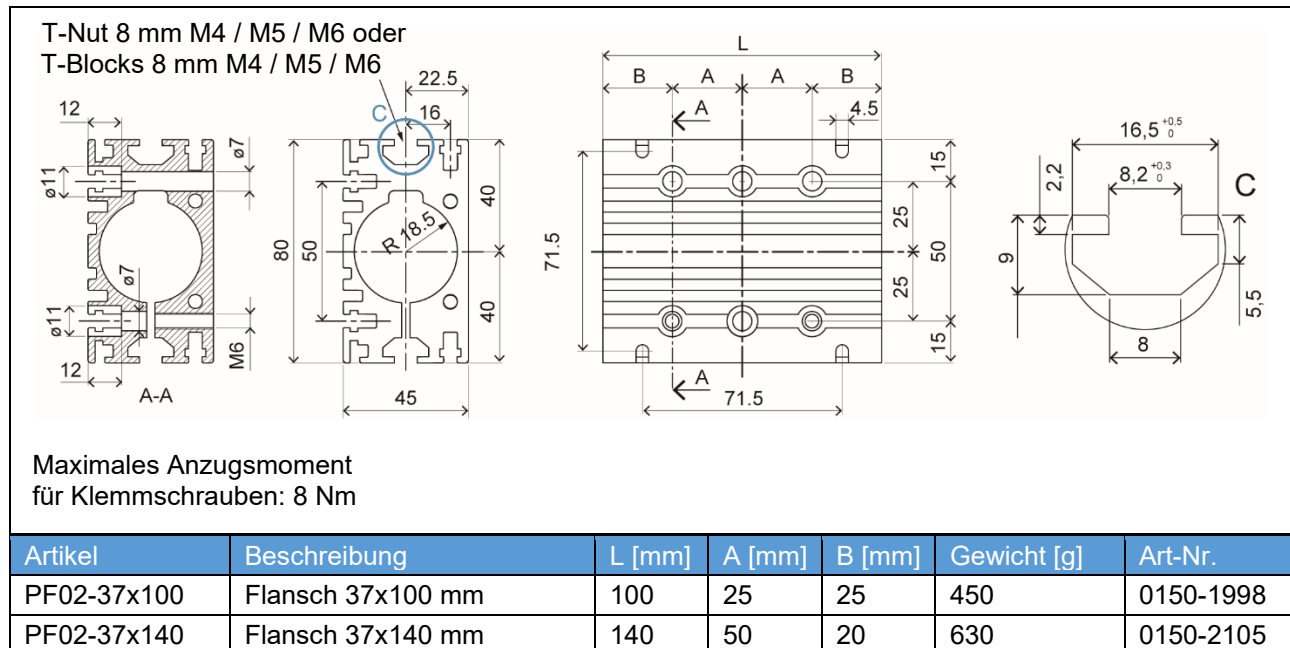 T-Nut 8 mm M4 / M5 / M6 oder
T-Blocks 8 mm M4 / M5 / M6
12
ø11
ø7
ø7
ø11
M6
12
A-A
22.5
C
16
80
50
R 18.5
40
40
45
L
B A A B
A
4.5
71.5
15
25
50
25
15
A
71.5
16,5 +0,5 0
8,2 +0,3 0
C
2,2
9
5,5
8
Maximales Anzugsmoment
für Klemmschrauben: 8 Nm
Artikel Beschreibung L [mm] A [mm] B [mm] Gewicht [g] Art-Nr.
PF02-37x100 Flansch 37x100 mm 100 25 25 450 0150-1998
PF02-37x140 Flansch 37x140 mm 140 50 20 630 0150-2105